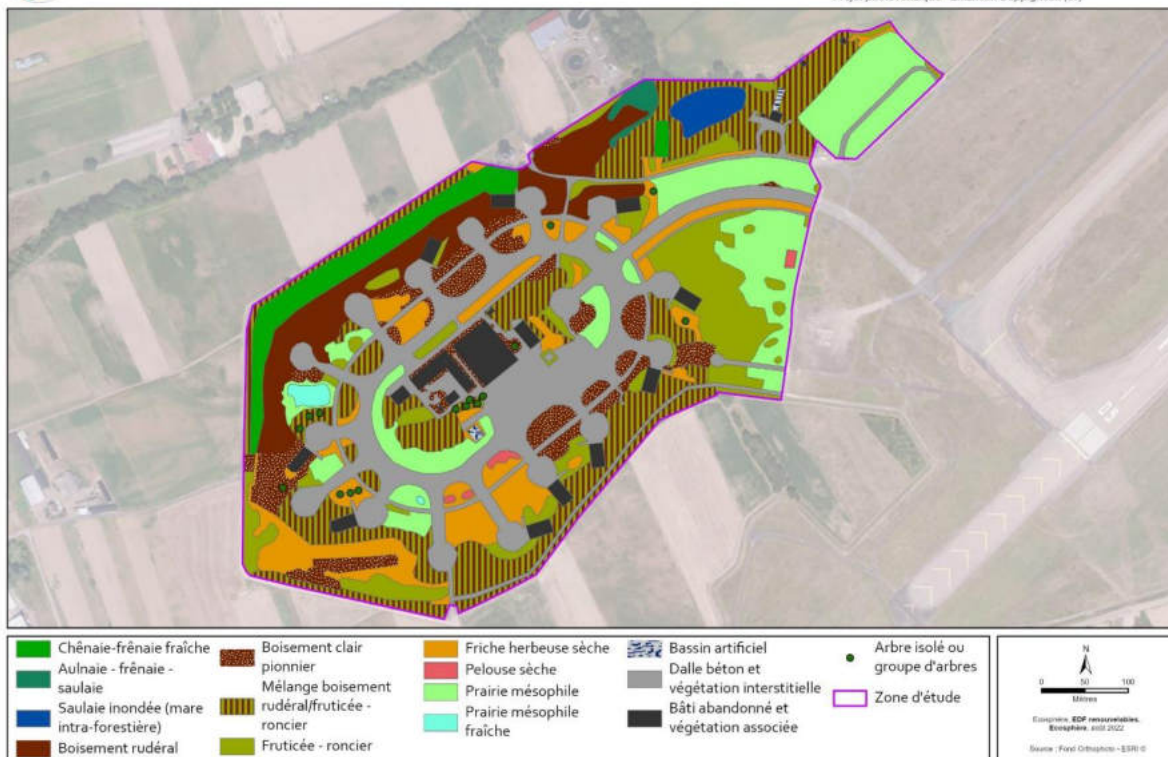 Chênaie-frênaie fraîche
Aulnaie - frênaie -
saulaie
Saulaie inondée (mare
intra-forestière)
Boisement rudéral
Boisement clair
pionnier
Mélange boisement
rudéral/fruticée -
roncier
Fruticée - roncier
Friche herbeuse sèche
Pelouse sèche
Prairie mésophile
Prairie mésophile
fraîche
Bassin artificiel
Dalle béton et
végétation interstitielle
Bâti abandonné et
végétation associée
Arbre isolé ou
groupe d'arbres
Zone d'étude
N
0 50 100
Mètres
Ecosphère, EDF renouvelables,
Ecosphère, août 2022
Source : Fond Orthophoto - ESRI ©